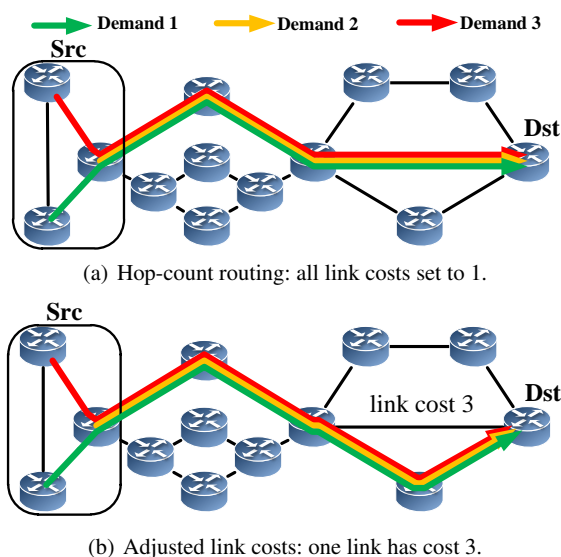 Demand 1 Demand 2 Demand 3
Src
Dst
(a) Hop-count routing: all link costs set to 1.
Src
Dst
link cost 3
(b) Adjusted link costs: one link has cost 3.